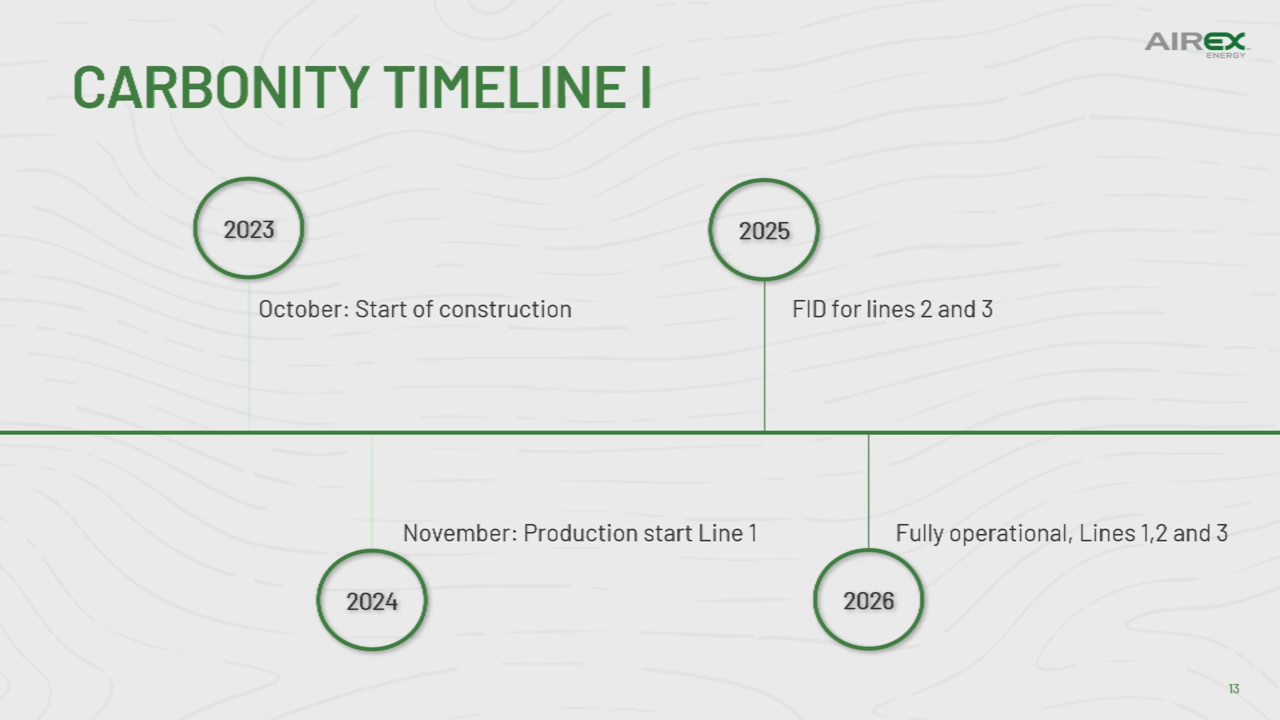 AIREX
ENERGY
CARBONITY TIMELINE I
2023
October: Start of construction
2025
FID for lines 2 and 3
November: Production start Line 1
2024
Fully operational, Lines 1,2 and 3
2026
13